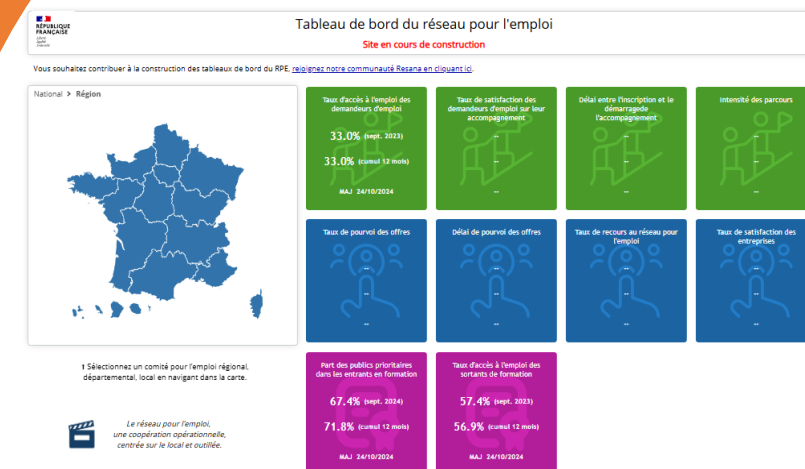 RÉPUBLIQUE
FRANÇAISE
Tableau de bord du réseau pour l'emploi
Site en cours de construction
Vous souhaitez contribuer à la construction des tableaux de bord du RPE, rejoignez notre communauté Resana en cliquant ici.
National > Région
Taux d'accès à l'emploi des
demandeurs d'emploi
33.0% (sept. 2023)
33.0% (cumul 12 mois)
MAJ 24/10/2024
Taux de satisfaction des
demandeurs d'emploi sur leur
accompagnement
--
--
--
Délai entre l'inscription et le
démarragede
l'accompagnement
--
--
--
Intensité des parcours
--
--
--
Taux de pourvoi des offres
--
--
--
Délai de pourvoi des offres
--
--
--
Taux de recours au réseau pour
l'emploi
--
--
--
Taux de satisfaction des
entreprises
--
--
--
! Sélectionnez un comité pour l'emploi régional,
départemental, local en navigant dans la carte.
Le réseau pour l'emploi,
une coopération opérationnelle,
centrée sur le local et outillée.
Part des publics prioritaires
dans les entrants en formation
67.4% (sept. 2024)
71.8% (cumul 12 mois)
MAJ 24/10/2024
Taux d'accès à l'emploi des
sortants de formation
57.4% (sept. 2023)
56.9% (cumul 12 mois)
MAJ 24/10/2024